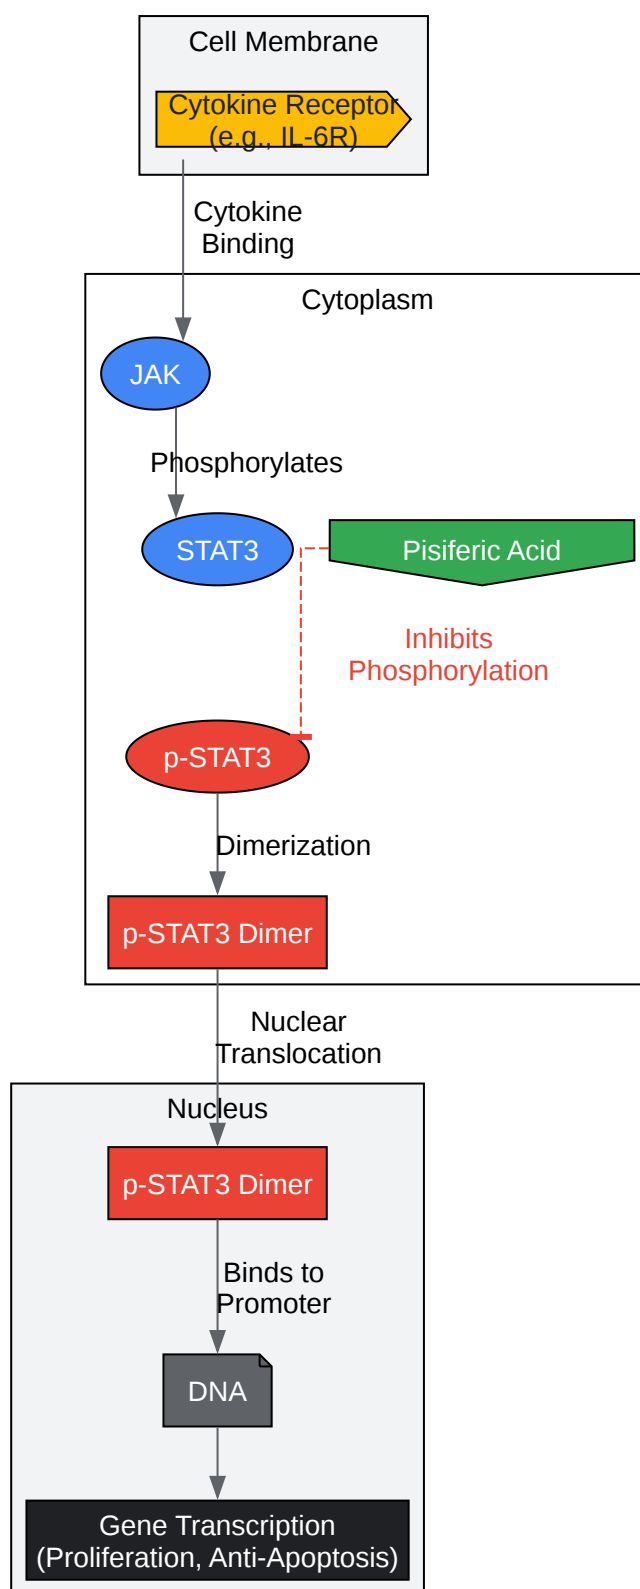 Cell Membrane
Cytokine Receptor
(e.g., IL-6R)
Cytokine
Binding
Cytoplasm
JAK
Phosphorylates
STAT3
Pisiferic Acid
Inhibits
Phosphorylation
p-STAT3
Dimerization
p-STAT3 Dimer
Nuclear
Translocation
Nucleus
p-STAT3 Dimer
Binds to
Promoter
DNA
Gene Transcription
(Proliferation, Anti-Apoptosis)